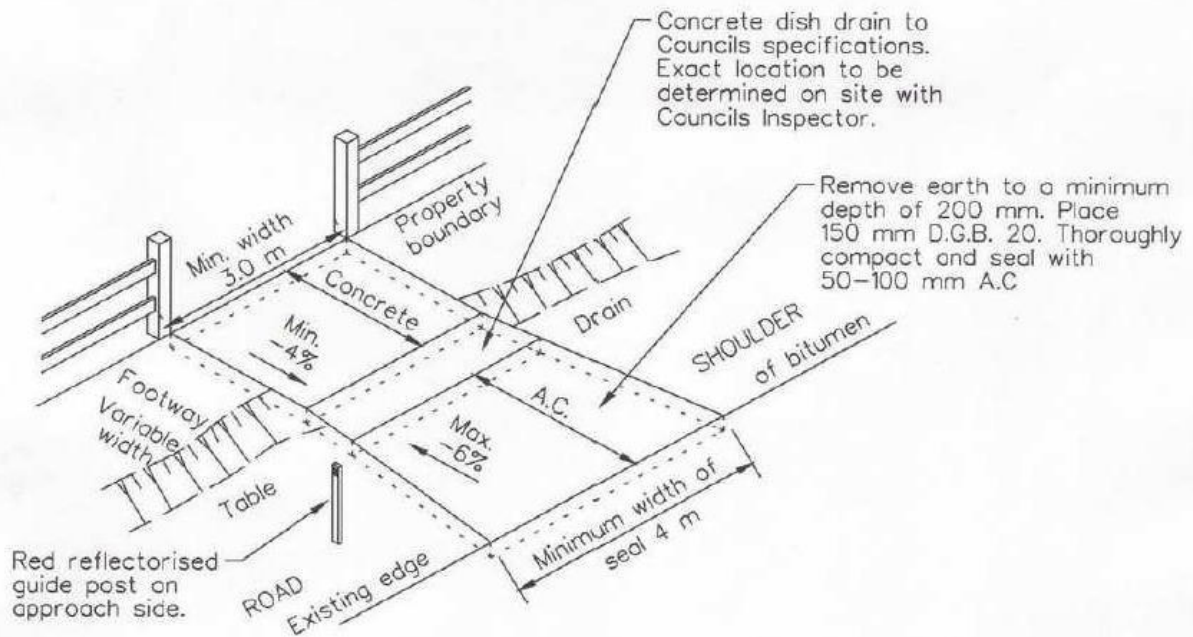 Concrete dish drain to
Councils specifications.
Exact location to be
determined on site with
Councils Inspector.
Remove earth to a minimum
depth of 200 mm. Place
150 mm D.G.B. 20. Thoroughly
compact and seal with
50-100 mm A.C
Property
boundary
Min. width
3.0 m
Concrete
Min.
-4%
Drain
SHOULDER
of bitumen
A.C.
Max.
-6%
Footway
Variable
width
Table
Minimum width of
seal 4 m
Red reflectorised
guide post on
approach side.
ROAD
Existing edge